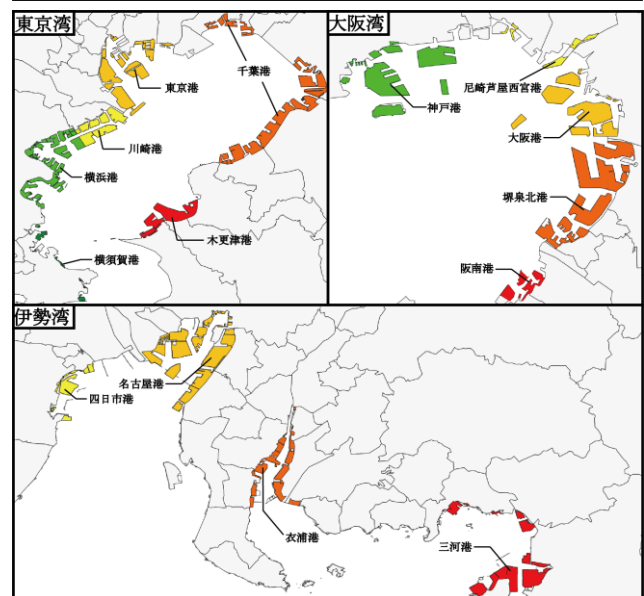 東京湾
東京港
千葉港
川崎港
横浜港
木更津港
横須賀港
大阪湾
尼崎芦屋西宮港
神戸港
大阪港
堺泉北港
阪南港
伊勢湾
名古屋港
四日市港
衣浦港
三河港